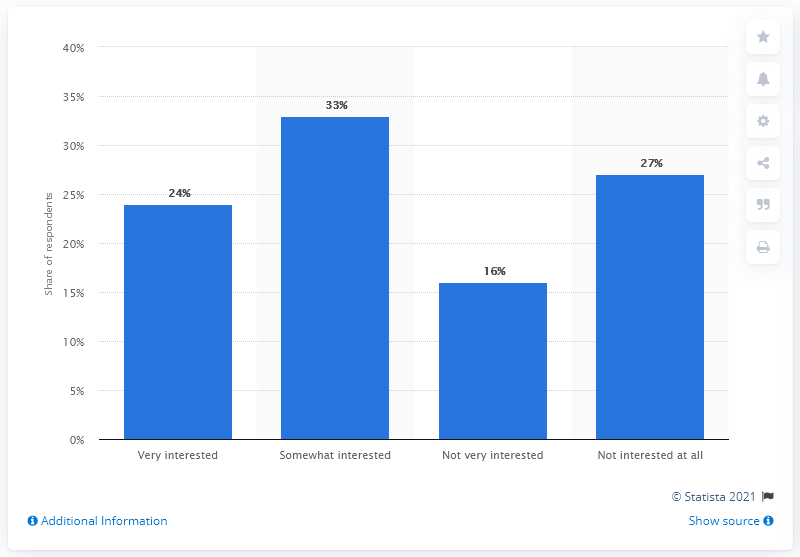 40%
35%
30%
25%
20%
15%
10%
5%
0%
Share of respondents
24%
33%
16%
27%
Very interested
Somewhat interested
Not very interested
Not interested at all
© Statista 2021
Additional Information
Show source